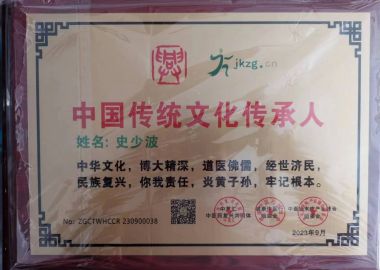 jkzg.cn
中国传统文化传承人
姓名: 史少波
中华文化，博大精深，道医佛儒，经世济民，
民族复兴，你我责任，炎黄子孙，牢记根本。
No: ZGCTWHCCR-230900038
2023年9月